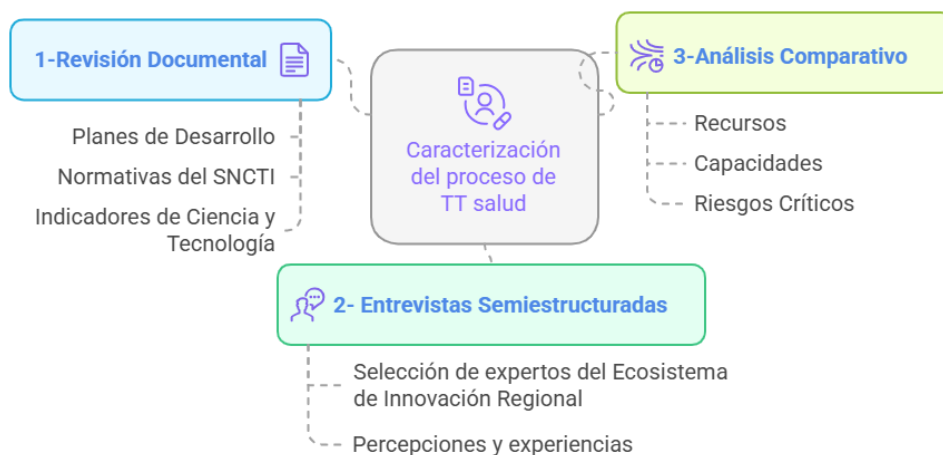 1-Revisión Documental
Planes de Desarrollo
Normativas del SNCTI
Indicadores de Ciencia y
Tecnología
Caracterización
del proceso de
TT salud
3-Análisis Comparativo
Recursos
Capacidades
Riesgos Críticos
2- Entrevistas Semiestructuradas
Selección de expertos del Ecosistema
de Innovación Regional
Percepciones y experiencias